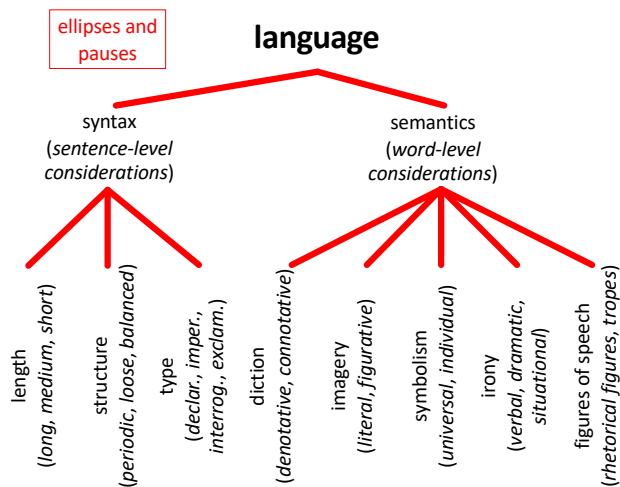 ellipses and
pauses
language
syntax
(sentence-level
considerations)
semantics
(word-level
considerations)
length
(long, medium, short)
structure
(periodic, loose, balanced)
type
(declar., imper.,
interrog., exclam.)
diction
(denotative, connotative)
imagery
(literal, figurative)
symbolism
(universal, individual)
irony
(verbal, dramatic,
situational)
figures of speech
(rhetorical figures, tropes)